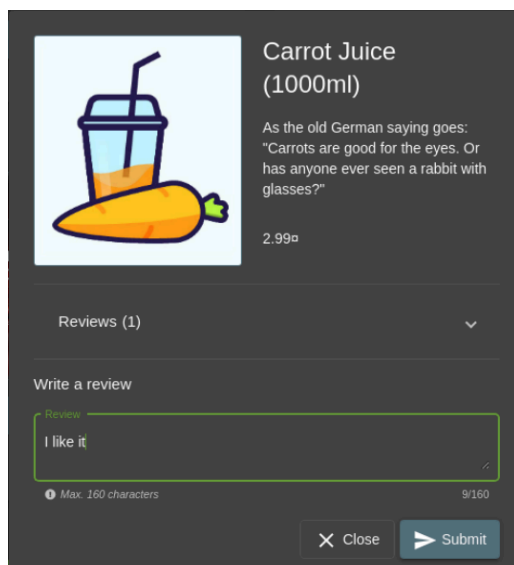 Carrot Juice
(1000ml)
As the old German saying goes:
"Carrots are good for the eyes. Or
has anyone ever seen a rabbit with
glasses?"
2.99¤
Reviews (1)
Write a review
Review
I like it
Max. 160 characters
9/160
Close
Submit